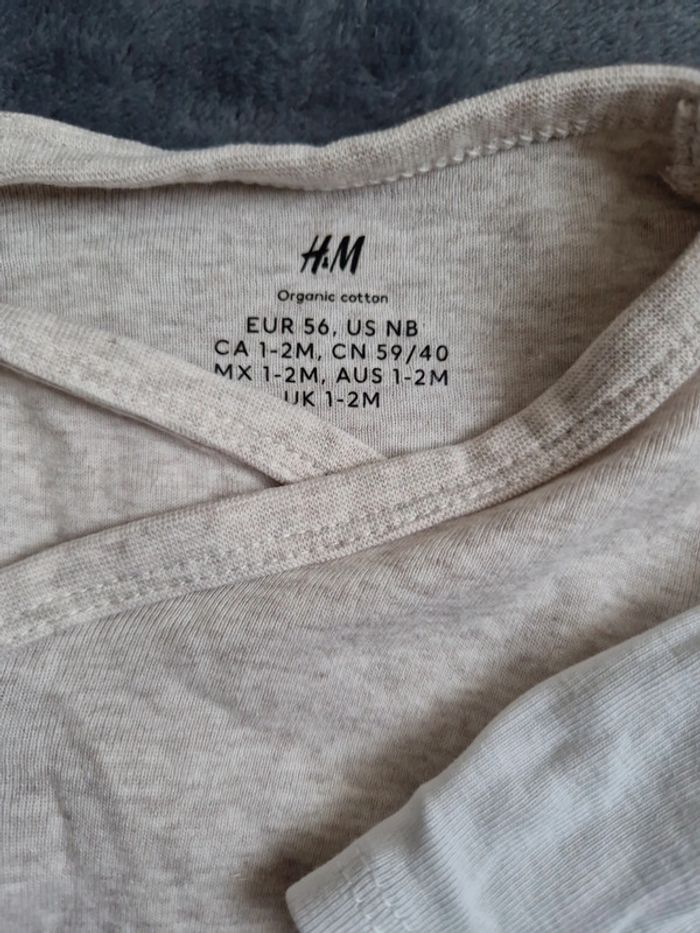 H&M
Organic cotton
EUR 56, US NB
CA 1-2M, CN 59/40
MX 1-2M, AUS 1-2M
UK 1-2M